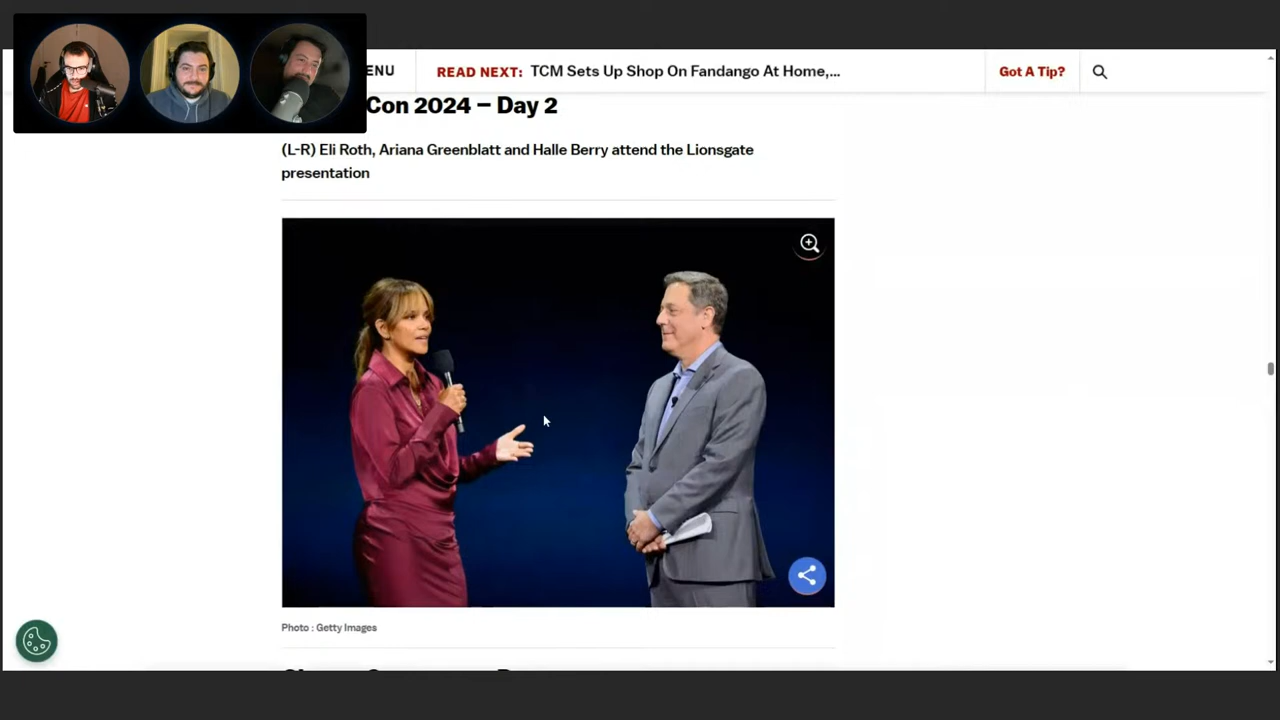 ENU
READ NEXT: TCM Sets Up Shop On Fandango At Home,...
Got A Tip?
Con 2024 – Day 2
(L-R) Eli Roth, Ariana Greenblatt and Halle Berry attend the Lionsgate
presentation
Photo : Getty Images